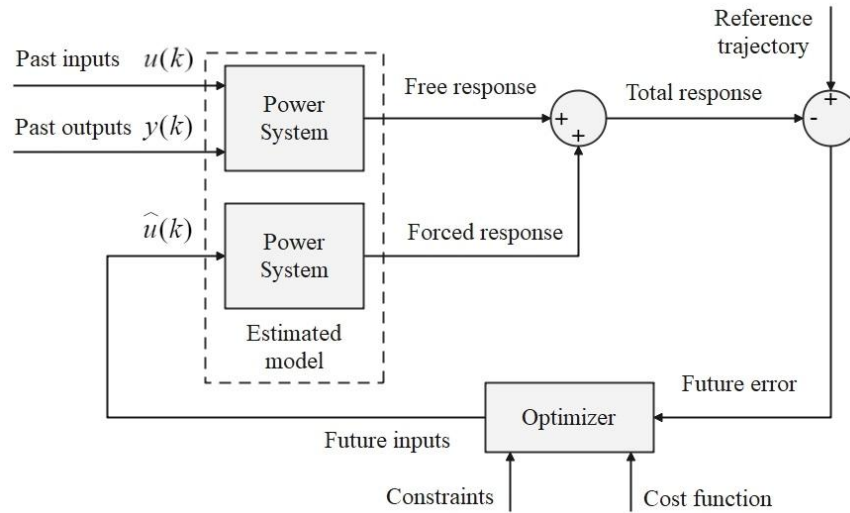 Reference
trajectory
Past inputs u(k)
Power
System
Free response
Total response
+
+
+
-
Past outputs y(k)
û(k)
Power
System
Forced response
Estimated
model
Future error
Optimizer
Future inputs
Constraints
Cost function